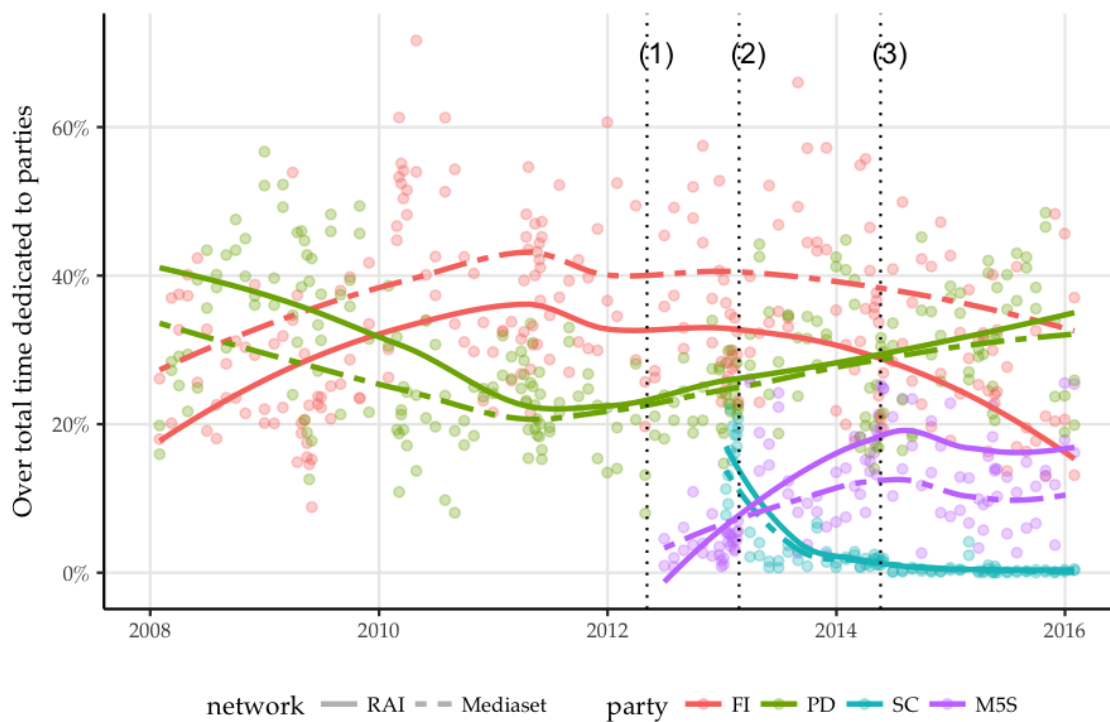 (1) (2) (3)
60%
40%
20%
0%
Over total time dedicated to parties
2008 2010 2012 2014 2016
network RAI Mediaset party FI PD SC M5S